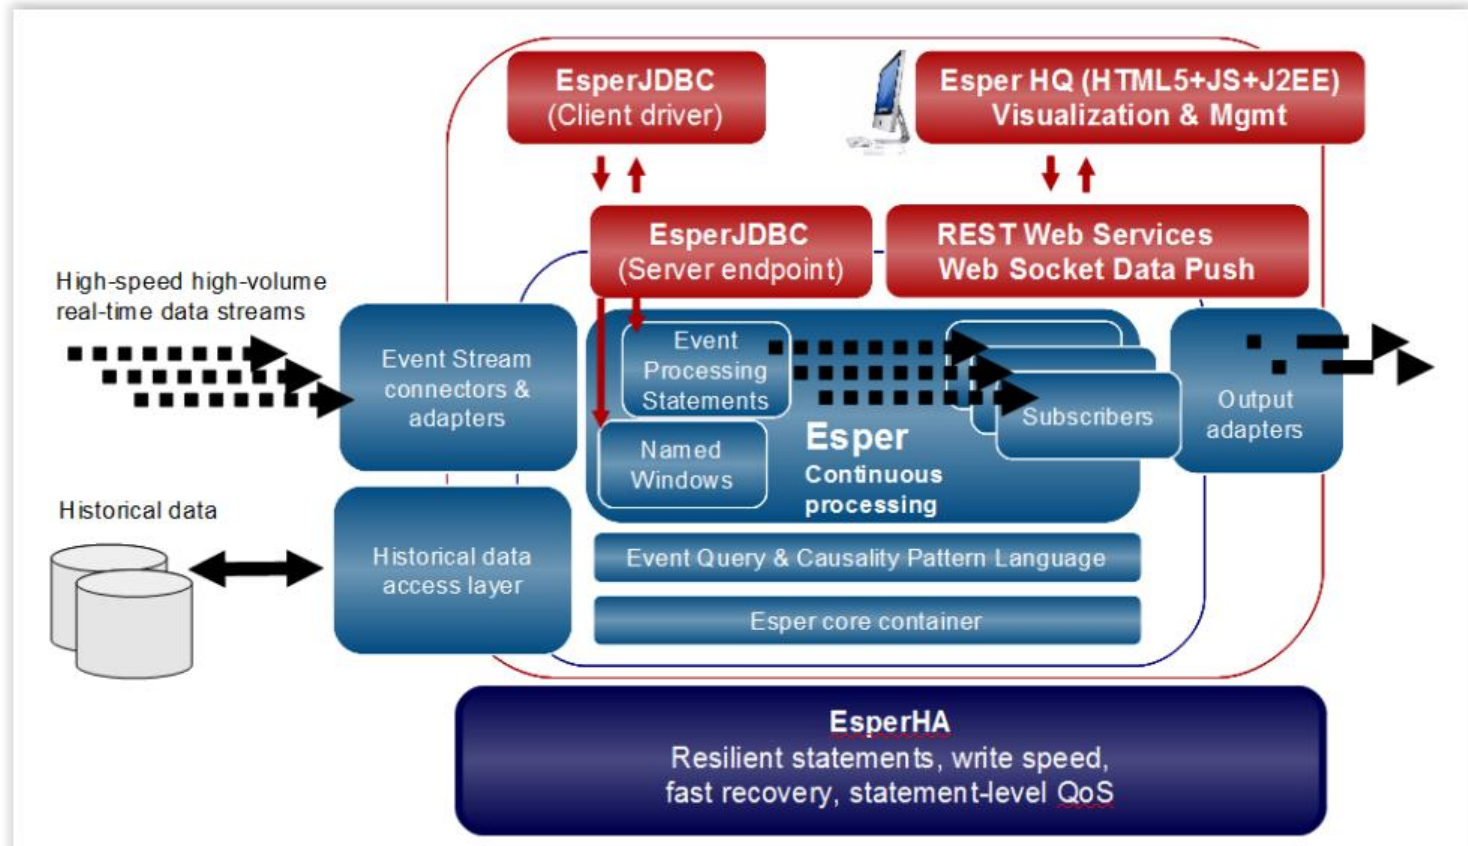 EsperJDBC
(Client driver)
Esper HQ (HTML5+JS+J2EE)
Visualization & Mgmt
EsperJDBC
(Server endpoint)
REST Web Services
Web Socket Data Push
High-speed high-volume
real-time data streams
Event Stream
connectors &
adapters
Event
Processing
Statements
Named
Windows
Esper
Continuous
processing
Subscribers
Output
adapters
Historical data
Historical data
access layer
Event Query & Causality Pattern Language
Esper core container
EsperHA
Resilient statements, write speed,
fast recovery, statement-level QoS